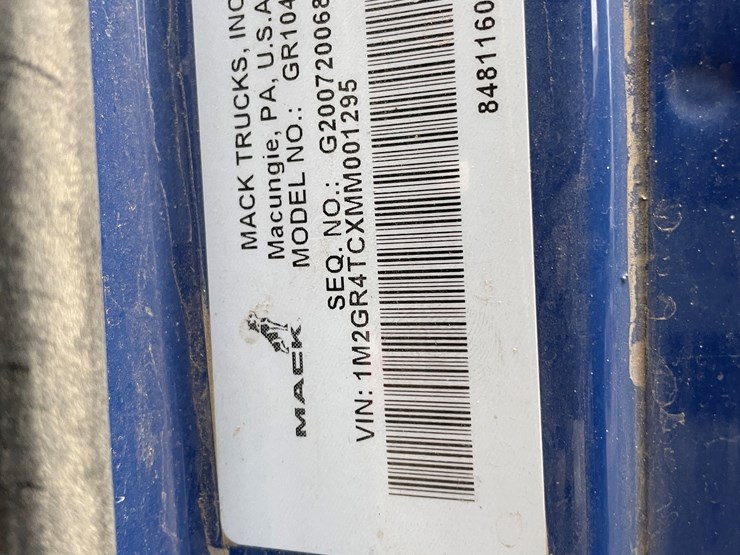 MACK TRUCKS, INC
Macungie, PA, U.S.A
MODEL NO.: GR104
MACK
SEQ. NO.: G200720068
VIN: 1M2GR4TCXMM001295
8481160